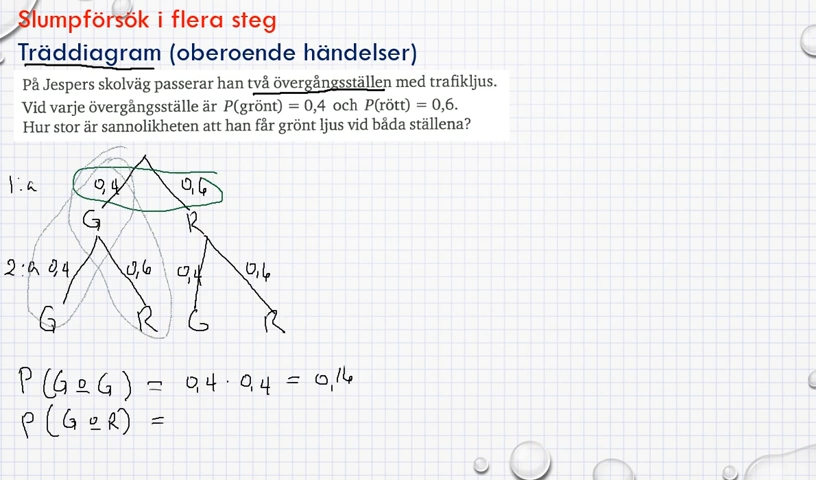 Slumpförsök i flera steg
Träddiagram (oberoende händelser)
På Jespers skolväg passerar han två övergångsställen med trafikljus.
Vid varje övergångsställe är P(grönt) = 0,4 och P(rött) = 0,6.
Hur stor är sannolikheten att han får grönt ljus vid båda ställena?
1:a 0,4 0,6
G R
2:a 0,4 0,6 0,4 0,6
G R G R
P(G o G) = 0,4 · 0,4 = 0,16
P(G o R) =